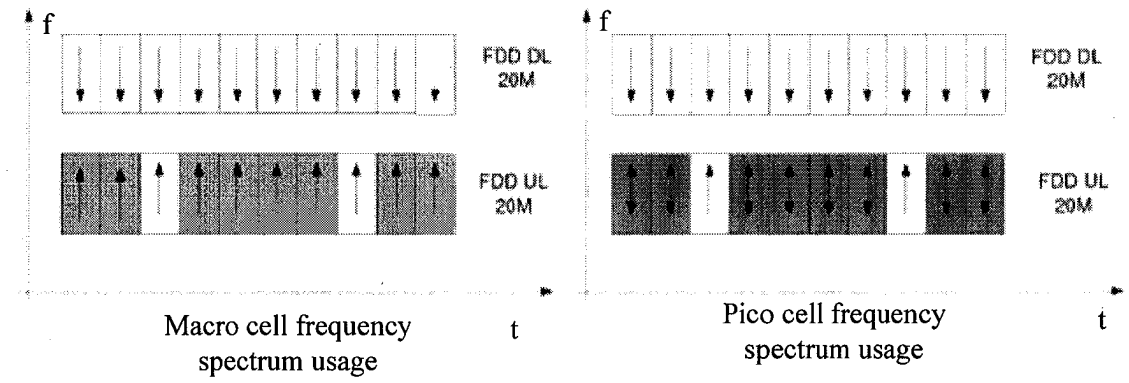 f
FDD DL
20M
FDD UL
20M
t
Macro cell frequency
spectrum usage
f
FDD DL
20M
FDD UL
20M
t
Pico cell frequency
spectrum usage